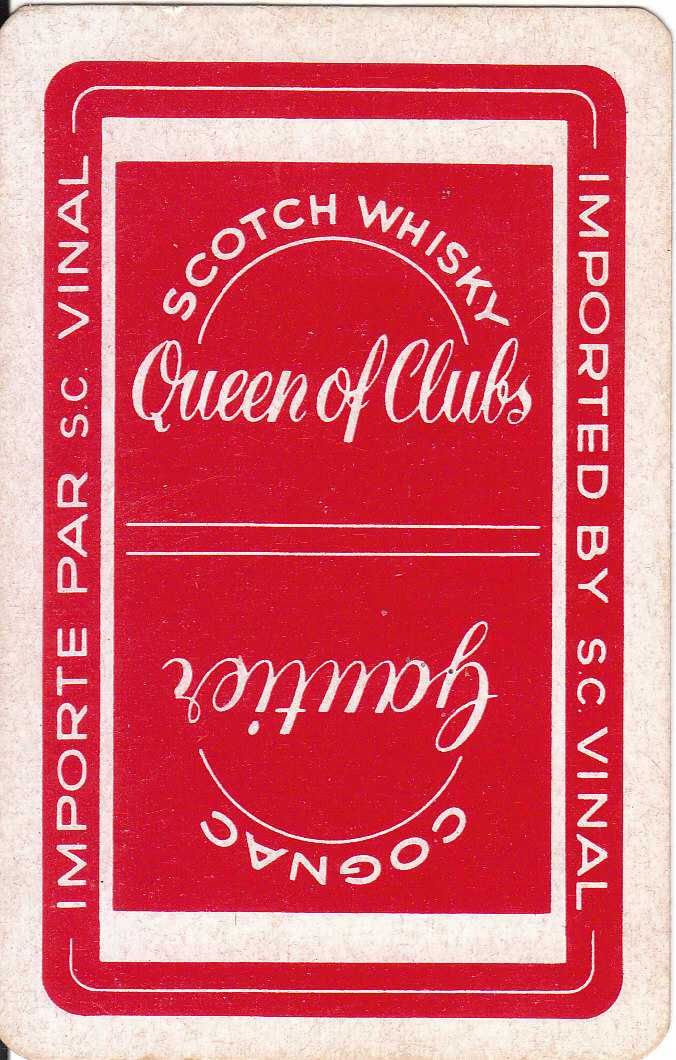 SCOTCH WHISKY
Queen of Clubs
Gautier
COGNAC
IMPORTE PAR S.C. VINAL
IMPORTED BY S.C. VINAL